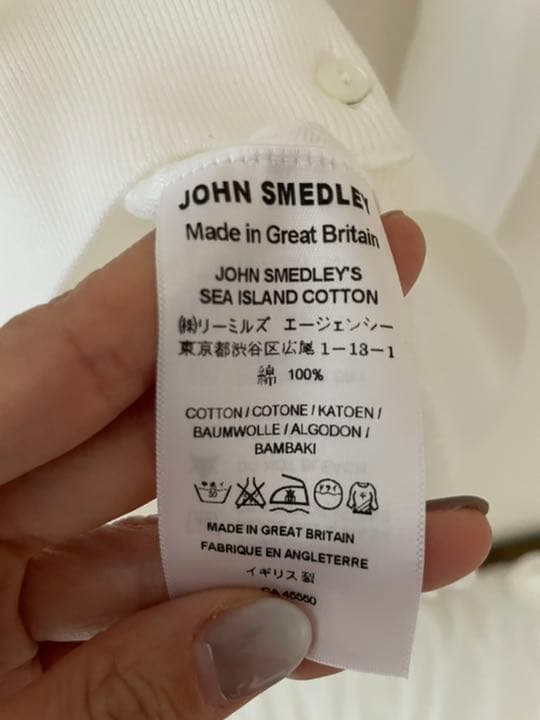 JOHN SMEDLEY
Made in Great Britain
JOHN SMEDLEY'S
SEA ISLAND COTTON
㈱リーミルズ エージェンシー
東京都渋谷区広尾 1-13-1
綿 100%
COTTON / COTONE / KATOEN /
BAUMWOLLE / ALGODON /
BAMBAKI
MADE IN GREAT BRITAIN
FABRIQUE EN ANGLETERRE
イギリス製
CA 45550